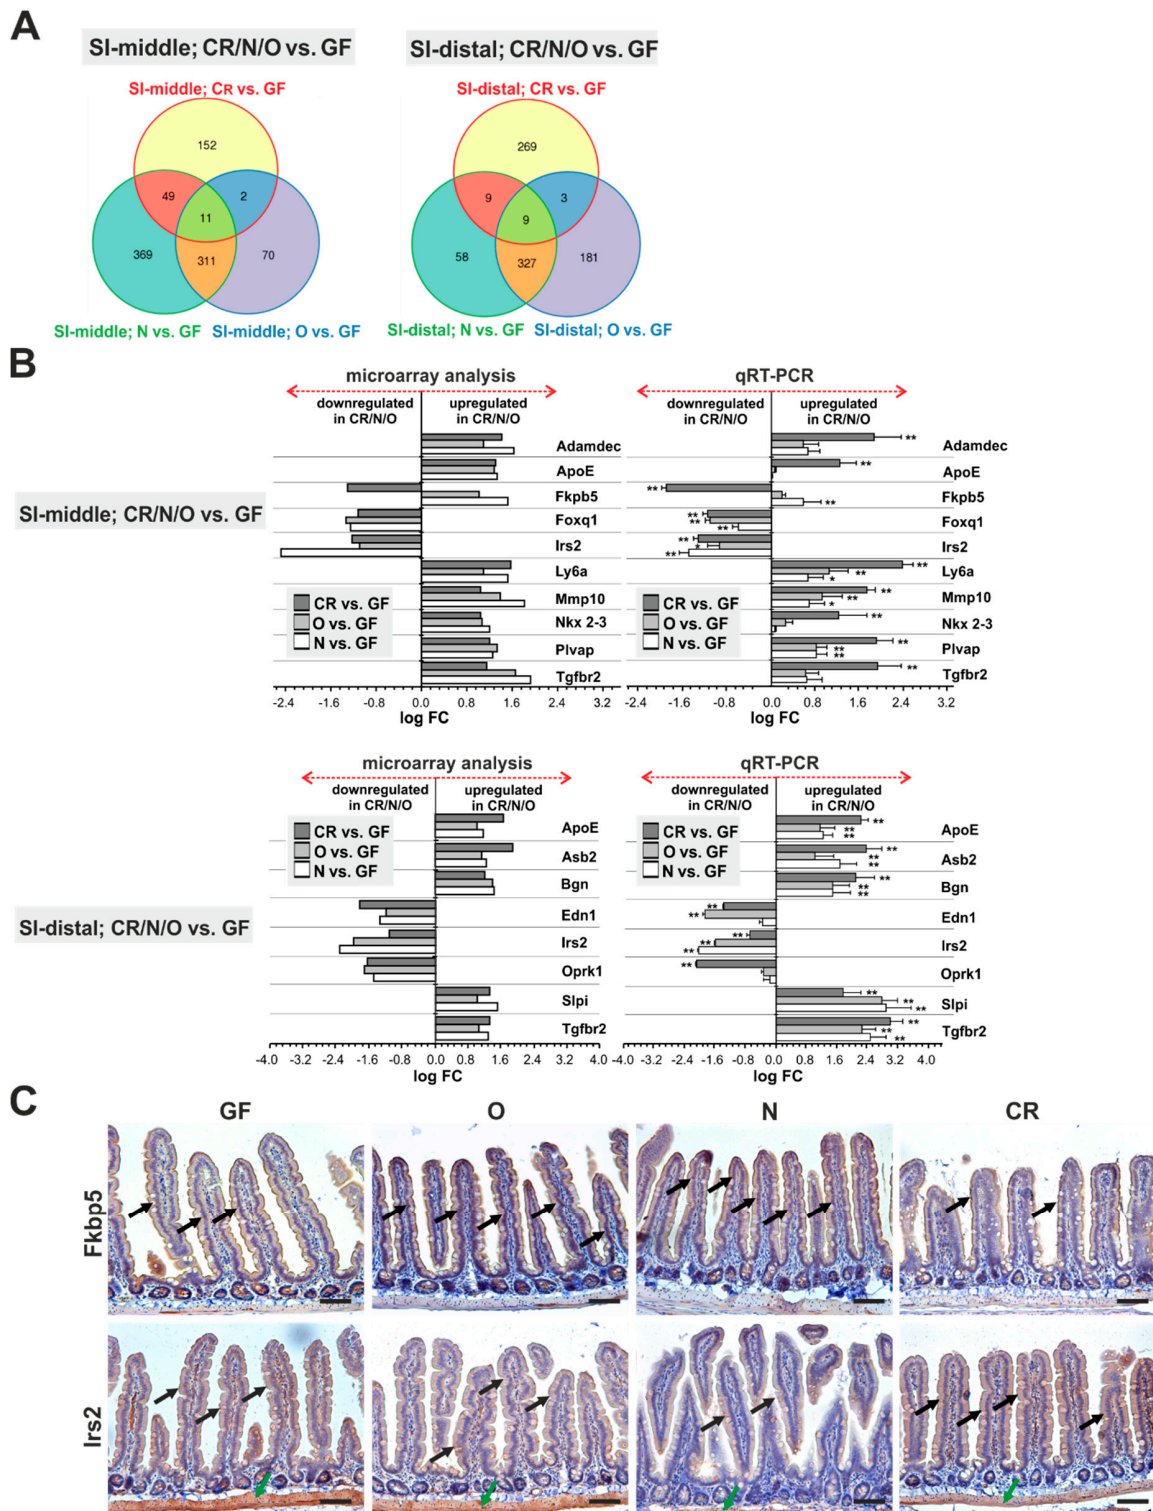 A
SI-middle; CR/N/O vs. GF
SI-distal; CR/N/O vs. GF
SI-middle; CR vs. GF
SI-distal; CR vs. GF
152
49
2
11
369
311
70
269
9
3
9
58
327
181
SI-middle; N vs. GF
SI-middle; O vs. GF
SI-distal; N vs. GF
SI-distal; O vs. GF
B
SI-middle; CR/N/O vs. GF
microarray analysis
downregulated
in CR/N/O
upregulated
in CR/N/O
Adamdec
ApoE
Fkpb5
Foxq1
Irs2
Ly6a
Mmp10
Nkx 2-3
Plvap
Tgfbr2
CR vs. GF
O vs. GF
N vs. GF
-2.4 -1.6 -0.8 0.0 0.8 1.6 2.4 3.2
log FC
qRT-PCR
downregulated
in CR/N/O
upregulated
in CR/N/O
**
Adamdec
**
ApoE
**
**
Fkpb5
**
**
**
Foxq1
**
*
**
Irs2
**
**
*
Ly6a
**
**
*
Mmp10
**
Nkx 2-3
**
**
**
Plvap
**
Tgfbr2
CR vs. GF
O vs. GF
N vs. GF
-2.4 -1.6 -0.8 0.0 0.8 1.6 2.4 3.2
log FC
SI-distal; CR/N/O vs. GF
microarray analysis
downregulated
in CR/N/O
upregulated
in CR/N/O
CR vs. GF
O vs. GF
N vs. GF
ApoE
Asb2
Bgn
Edn1
Irs2
Oprk1
Slpi
Tgfbr2
-4.0 -3.2 -2.4 -1.6 -0.8 0.0 0.8 1.6 2.4 3.2 4.0
log FC
qRT-PCR
downregulated
in CR/N/O
upregulated
in CR/N/O
CR vs. GF
O vs. GF
N vs. GF
**
**
**
ApoE
**
**
**
Asb2
**
**
**
Bgn
**
**
Edn1
**
**
**
Irs2
**
Oprk1
**
**
**
Slpi
**
**
**
Tgfbr2
-4.0 -3.2 -2.4 -1.6 -0.8 0.0 0.8 1.6 2.4 3.2 4.0
log FC
C
GF
O
N
CR
Fkbp5
Irs2